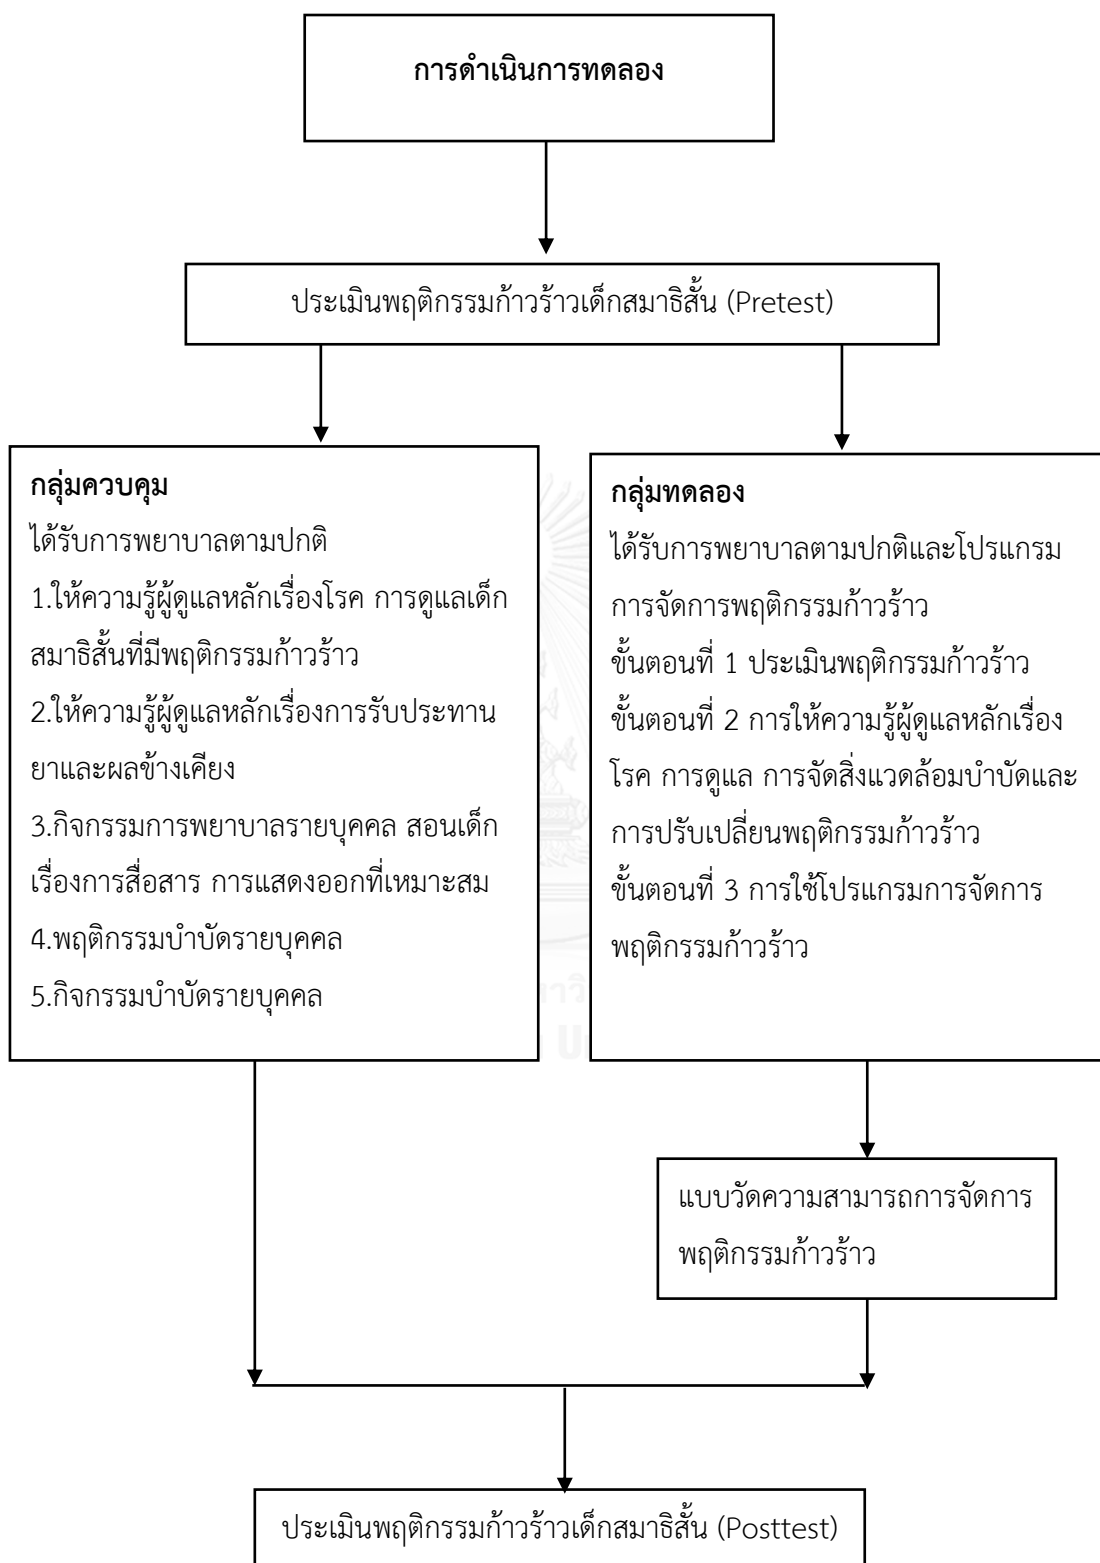 การดำเนินการทดลอง
ประเมินพฤติกรรมก้าวร้าวเด็กสมาธิสั้น (Pretest)
กลุ่มควบคุม
ได้รับการพยาบาลตามปกติ
1.ให้ความรู้ผู้ดูแลหลักเรื่องโรค การดูแลเด็ก
สมาธิสั้นที่มีพฤติกรรมก้าวร้าว
2.ให้ความรู้ผู้ดูแลหลักเรื่องการรับประทาน
ยาและผลข้างเคียง
3.กิจกรรมการพยาบาลรายบุคคล สอนเด็ก
เรื่องการสื่อสาร การแสดงออกที่เหมาะสม
4.พฤติกรรมบำบัดรายบุคคล
5.กิจกรรมบำบัดรายบุคคล
กลุ่มทดลอง
ได้รับการพยาบาลตามปกติและโปรแกรม
การจัดการพฤติกรรมก้าวร้าว
ขั้นตอนที่ 1 ประเมินพฤติกรรมก้าวร้าว
ขั้นตอนที่ 2 การให้ความรู้ผู้ดูแลหลักเรื่อง
โรค การดูแล การจัดสิ่งแวดล้อมบำบัดและ
การปรับเปลี่ยนพฤติกรรมก้าวร้าว
ขั้นตอนที่ 3 การใช้โปรแกรมการจัดการ
พฤติกรรมก้าวร้าว
แบบวัดความสามารถการจัดการ
พฤติกรรมก้าวร้าว
ประเมินพฤติกรรมก้าวร้าวเด็กสมาธิสั้น (Posttest)